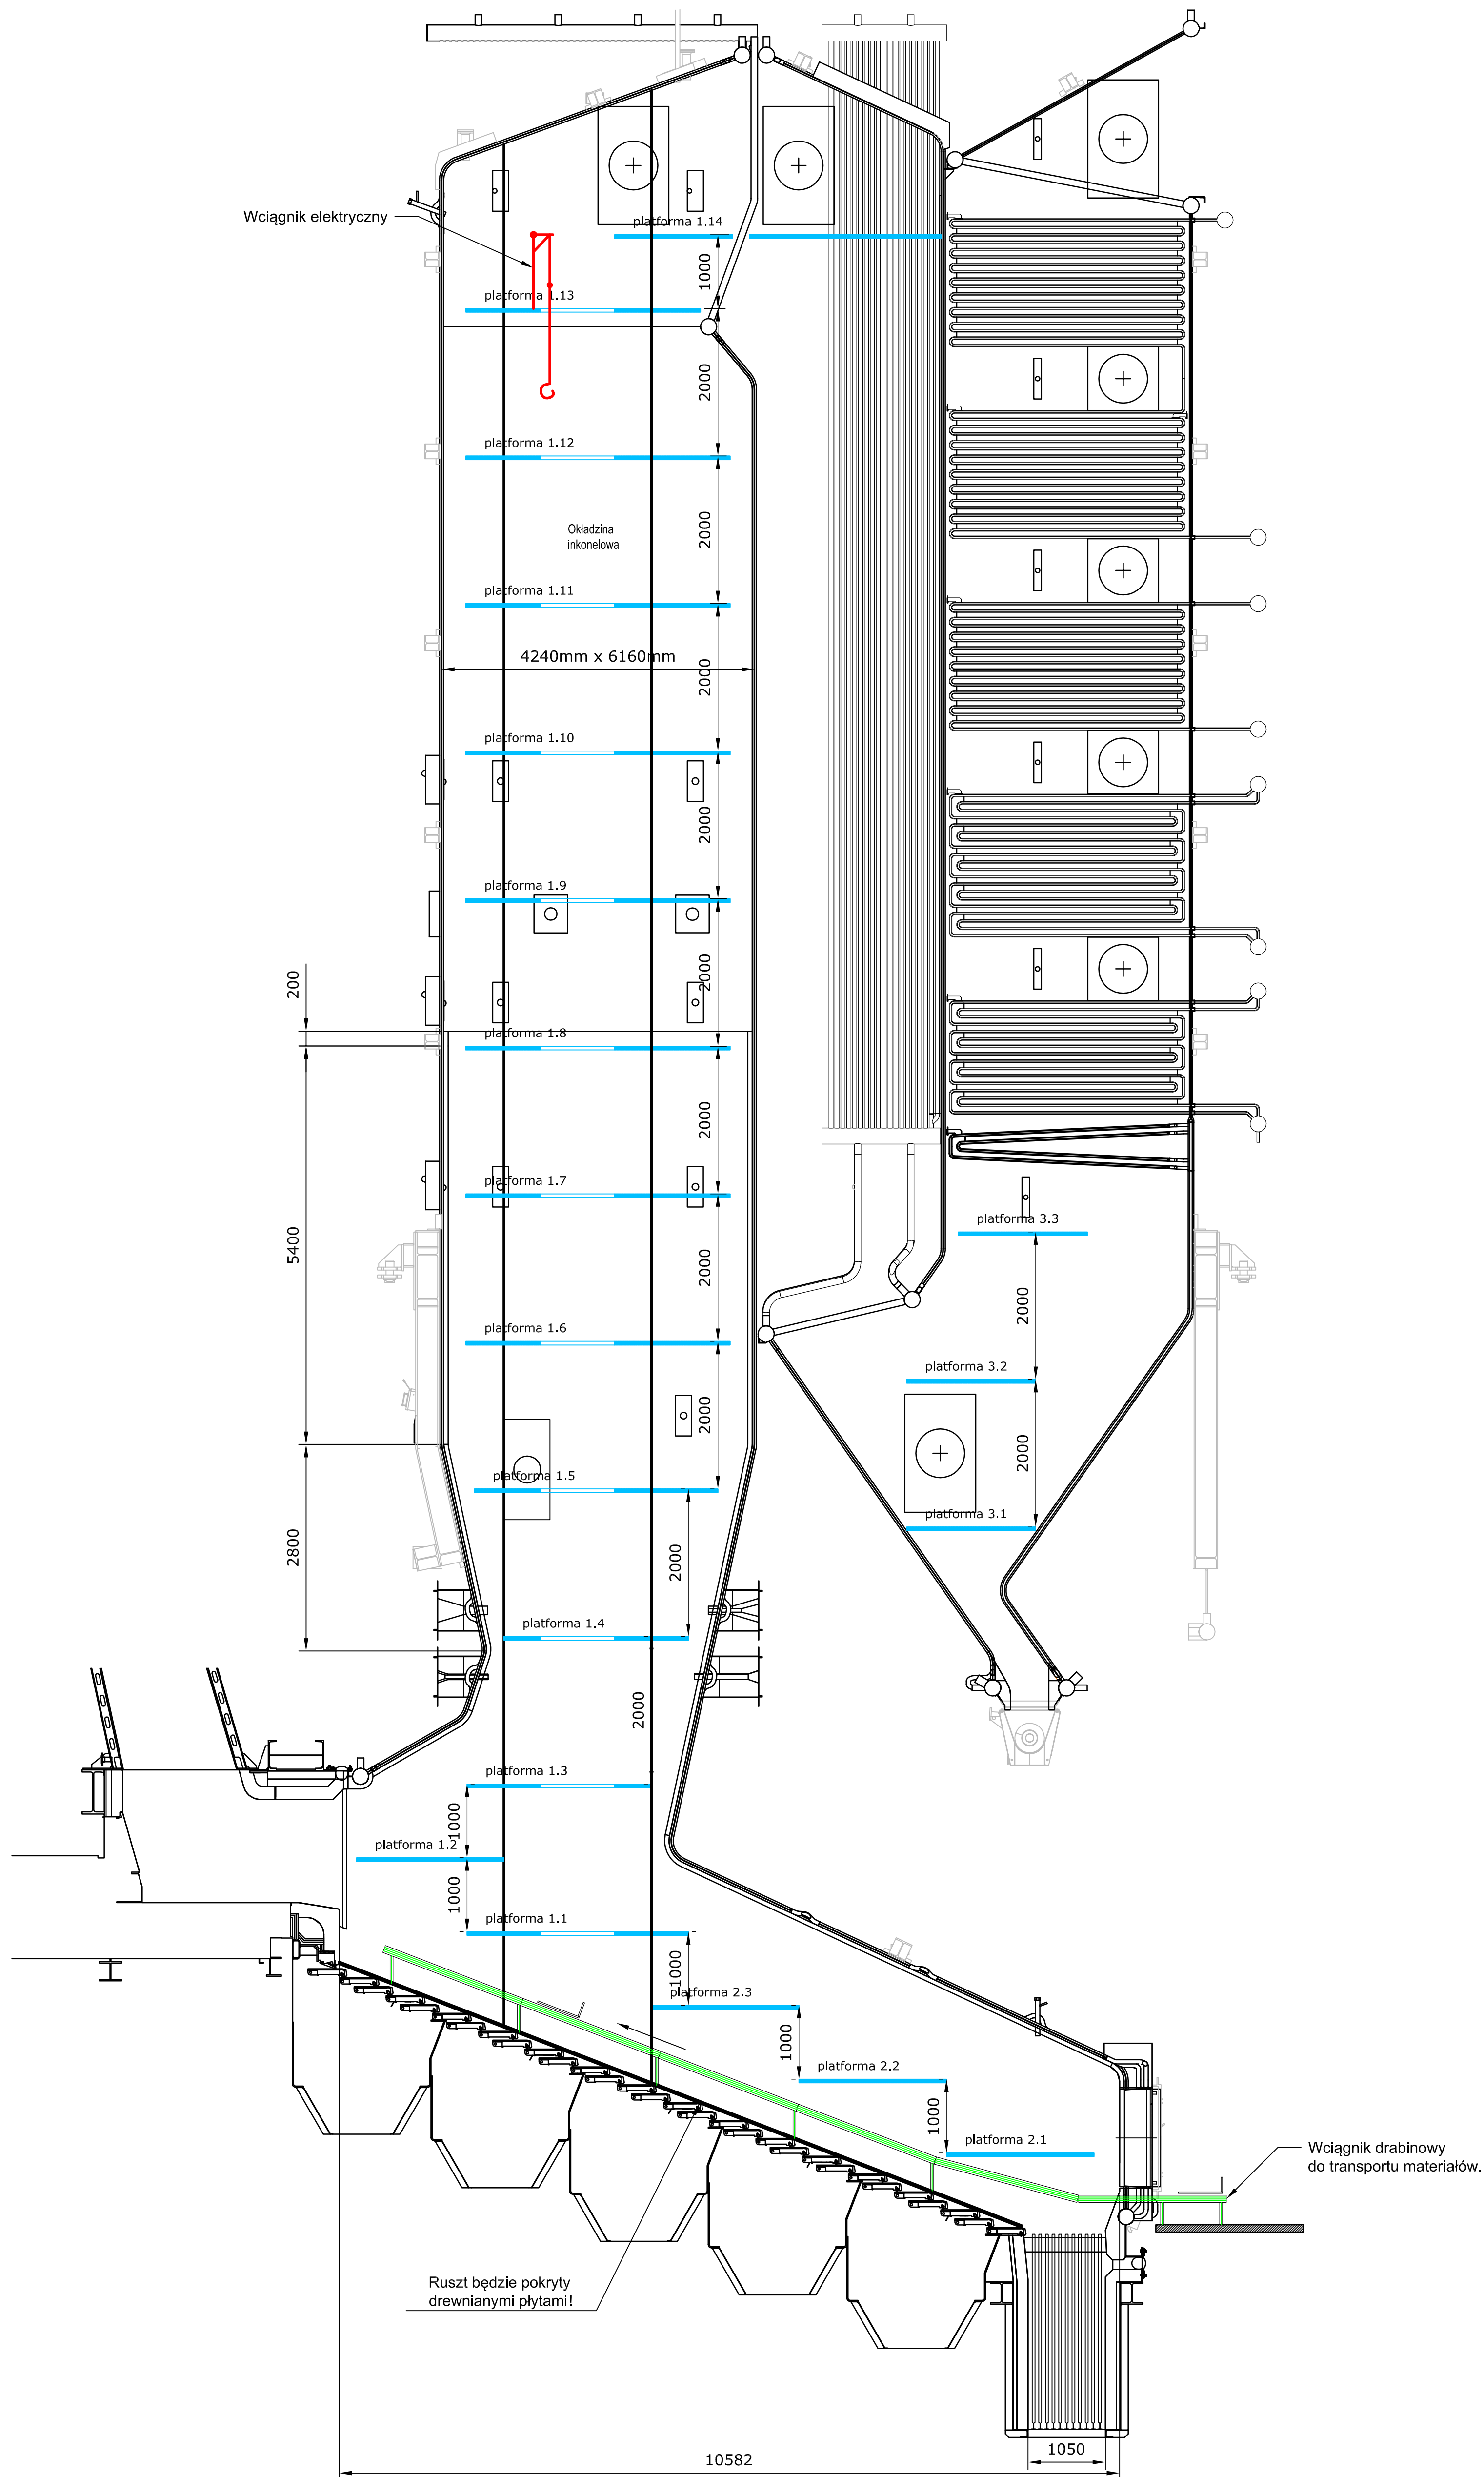 platforma 1.14
Wciągnik elektryczny
1000
platforma 1.13
2000
platforma 1.12
Okładzina
inkonelowa
2000
platforma 1.11
4240mm x 6160mm
2000
platforma 1.10
2000
platforma 1.9
2000
200
platforma 1.8
2000
platforma 1.7
platforma 3.3
5400
2000
2000
platforma 1.6
platforma 3.2
2000
2000
platforma 1.5
platforma 3.1
2800
2000
platforma 1.4
2000
platforma 1.3
1000
platforma 1.2
1000
platforma 1.1
1000
platforma 2.3
1000
platforma 2.2
1000
platforma 2.1
Wciągnik drabinowy
do transportu materiałów.
Ruszt będzie pokryty
drewnianymi płytami!
1050
10582